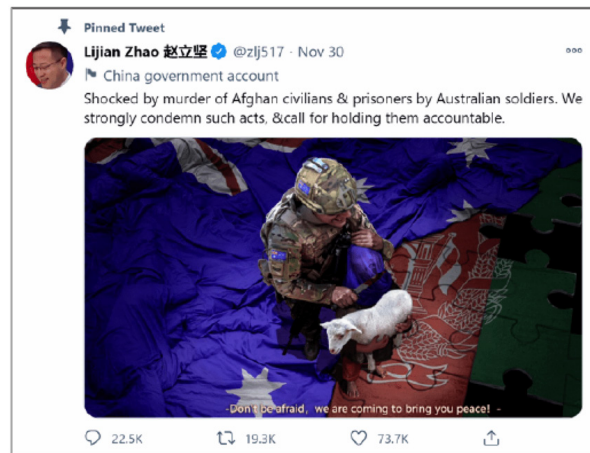 Pinned Tweet
Lijian Zhao 赵立坚 @zlj517 · Nov 30
China government account
Shocked by murder of Afghan civilians & prisoners by Australian soldiers. We
strongly condemn such acts, &call for holding them accountable.
-Don't be afraid, we are coming to bring you peace! -
22.5K 19.3K 73.7K